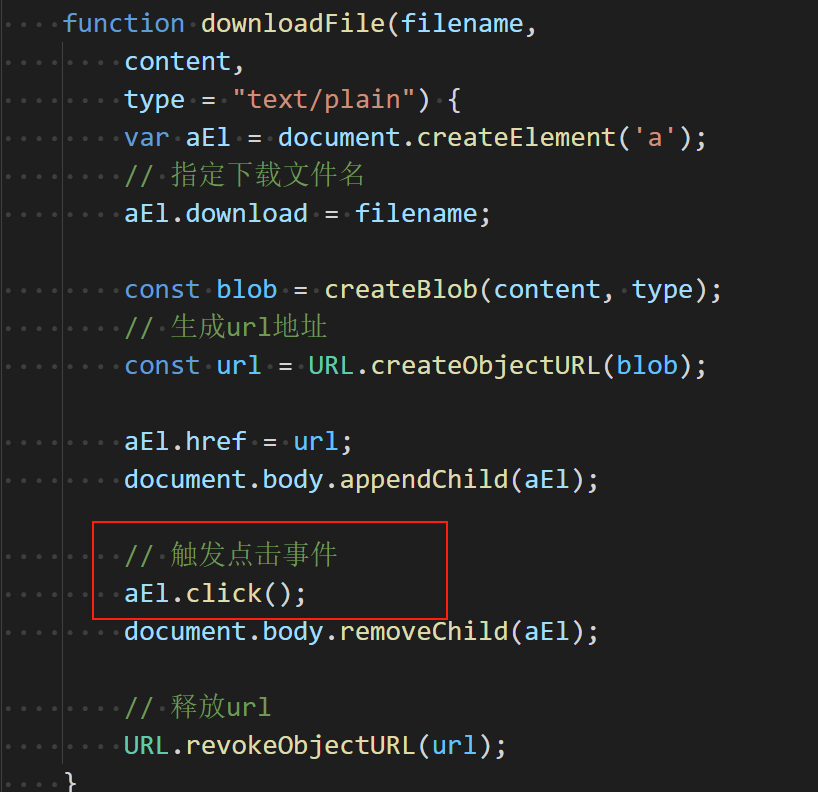 function downloadFile(filename,
content,
type = "text/plain") {
var aEl = document.createElement('a');
// 指定下载文件名
aEl.download = filename;
const blob = createBlob(content, type);
// 生成url地址
const url = URL.createObjectURL(blob);
aEl.href = url;
document.body.appendChild(aEl);
// 触发点击事件
aEl.click();
document.body.removeChild(aEl);
// 释放url
URL.revokeObjectURL(url);
}